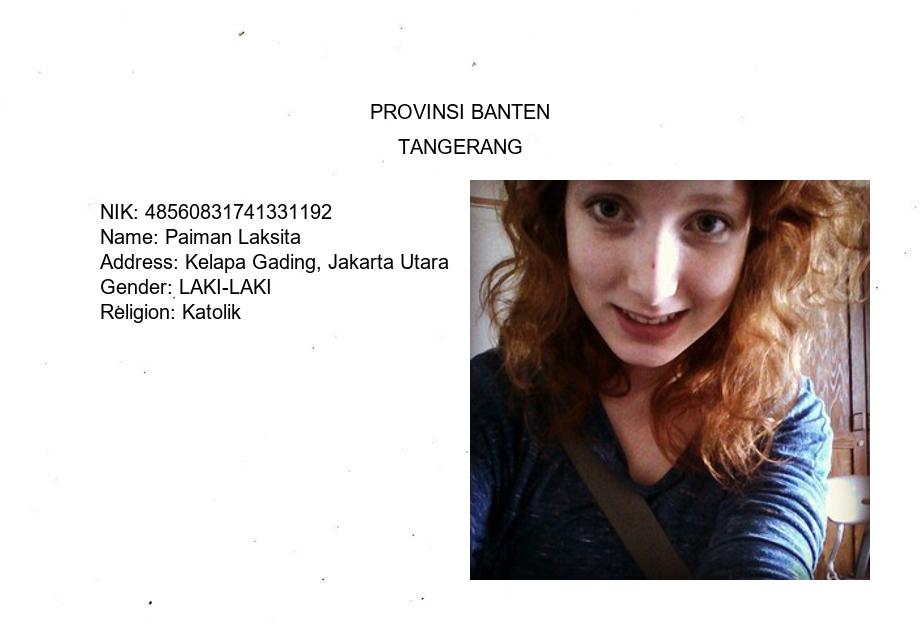 PROVINSI BANTEN
TANGERANG
NIK: 48560831741331192
Name: Paiman Laksita
Address: Kelapa Gading, Jakarta Utara
Gender: LAKI-LAKI
Religion: Katolik